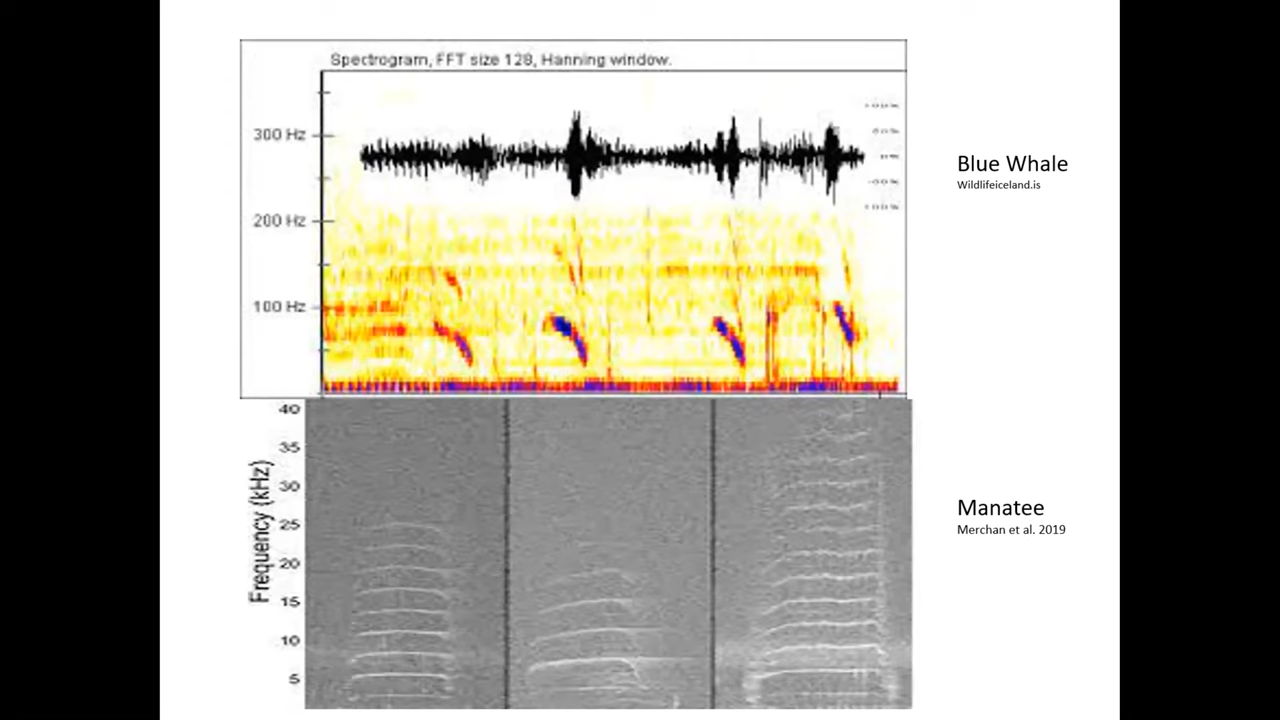 Spectrogram, FFT size 128, Hanning window.
300 Hz
200 Hz
100 Hz
Blue Whale
Wildlifeiceland.is
Frequency (kHz)
40
35
30
25
20
15
10
5
Manatee
Merchan et al. 2019